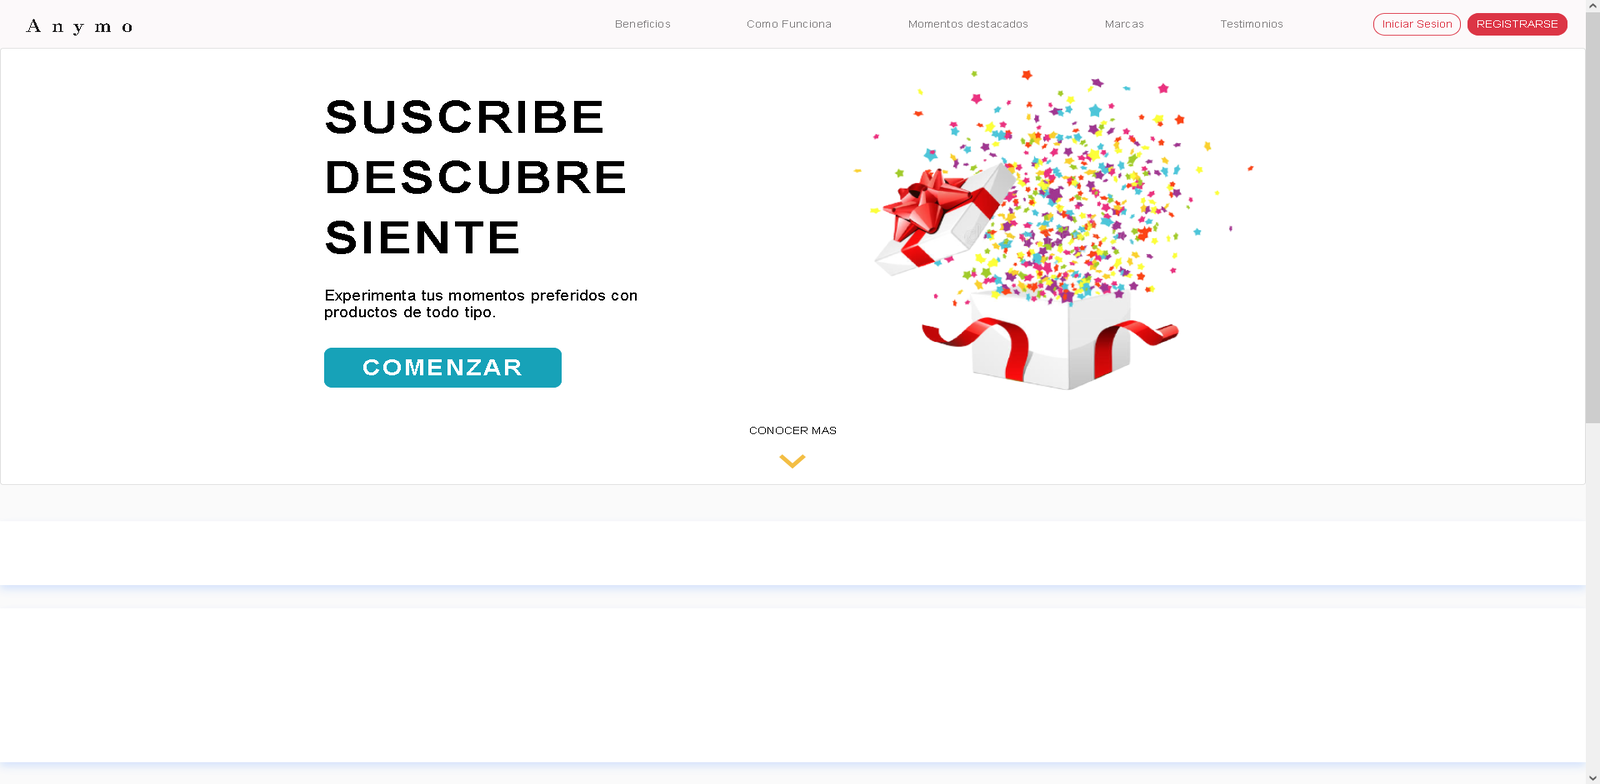 Anymo
Beneficios
Como Funciona
Momentos destacados
Marcas
Testimonios
Iniciar Sesion
REGISTRARSE
SUSCRIBE
DESCUBRE
SIENTE
Experimenta tus momentos preferidos con
productos de todo tipo.
COMENZAR
CONOCER MAS